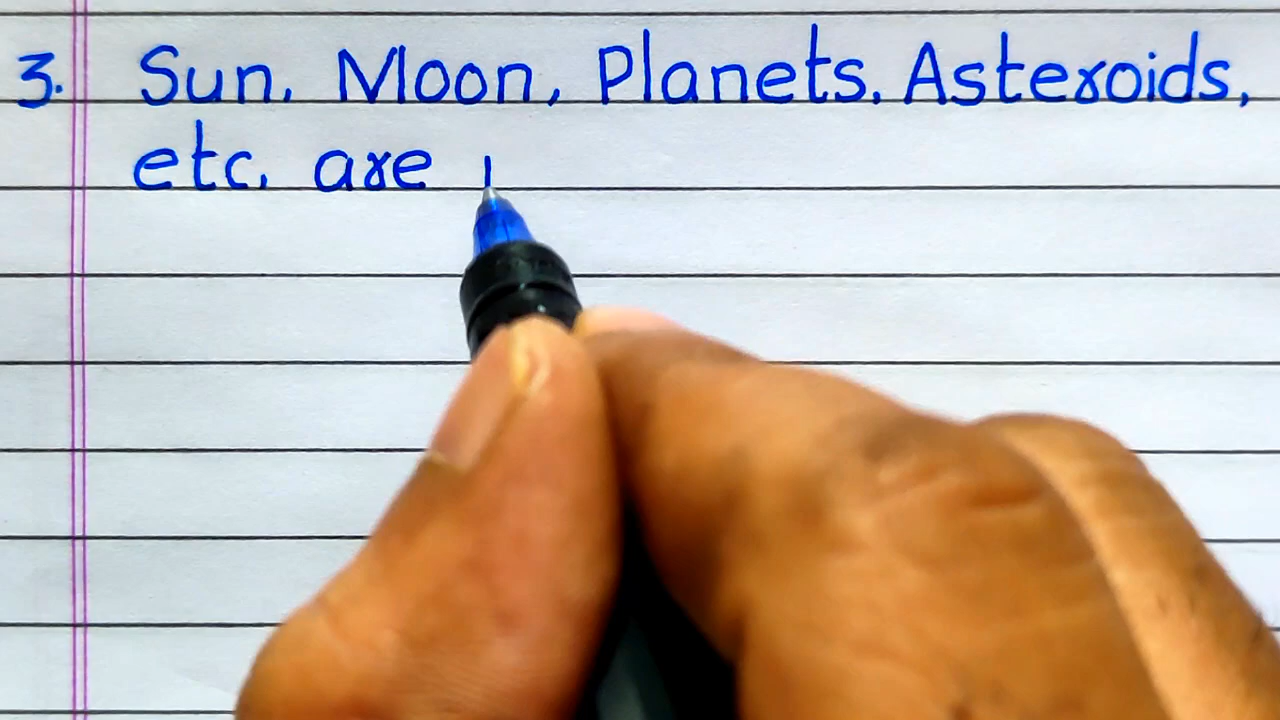 3. Sun, Moon, Planets, Asteroids,
etc. are